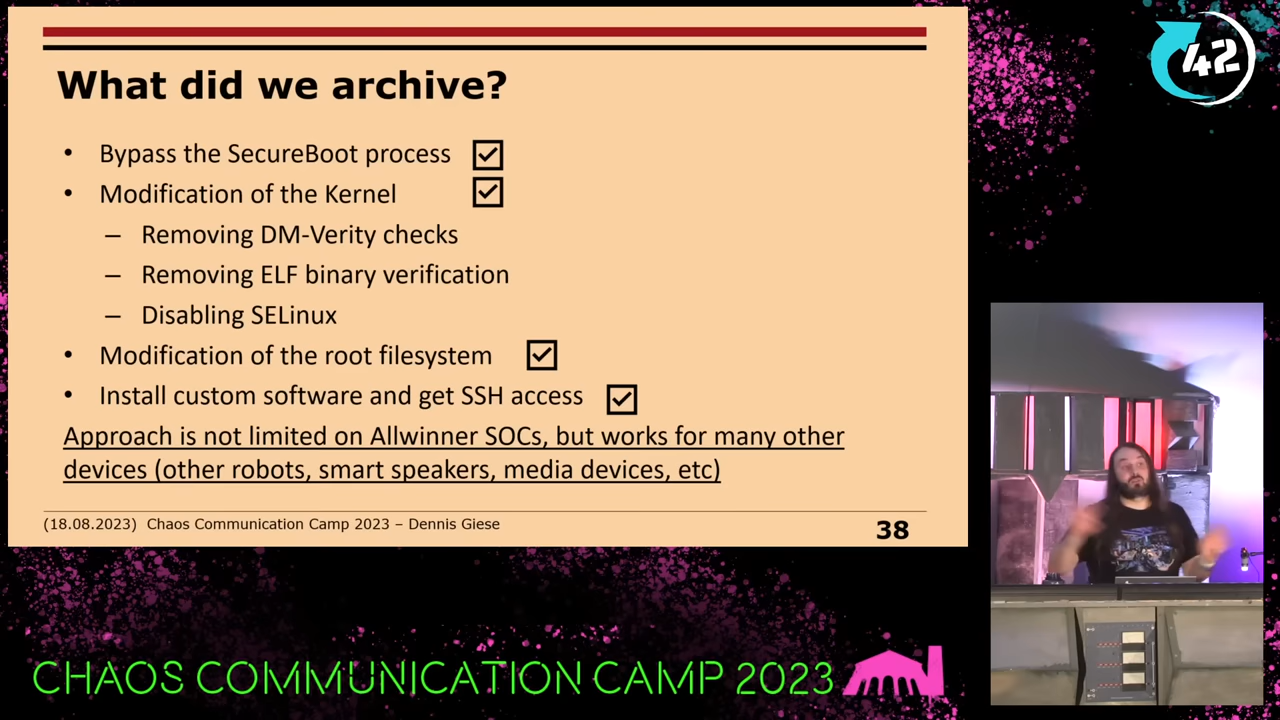 What did we archive?
42
• Bypass the SecureBoot process ☑
• Modification of the Kernel ☑
– Removing DM-Verity checks
– Removing ELF binary verification
– Disabling SELinux
• Modification of the root filesystem ☑
• Install custom software and get SSH access ☑
Approach is not limited on Allwinner SOCs, but works for many other
devices (other robots, smart speakers, media devices, etc)
(18.08.2023) Chaos Communication Camp 2023 – Dennis Giese
38
CHAOS COMMUNICATION CAMP 2023